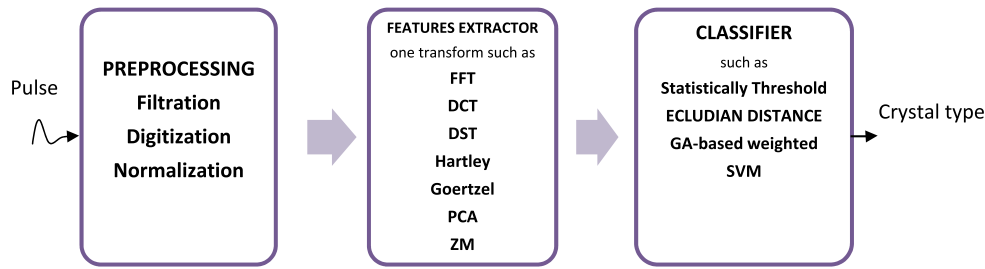 Pulse
PREPROCESSING
Filtration
Digitization
Normalization
FEATURES EXTRACTOR
one transform such as
FFT
DCT
DST
Hartley
Goertzel
PCA
ZM
CLASSIFIER
such as
Statistically Threshold
ECLUDIAN DISTANCE
GA-based weighted
SVM
Crystal type